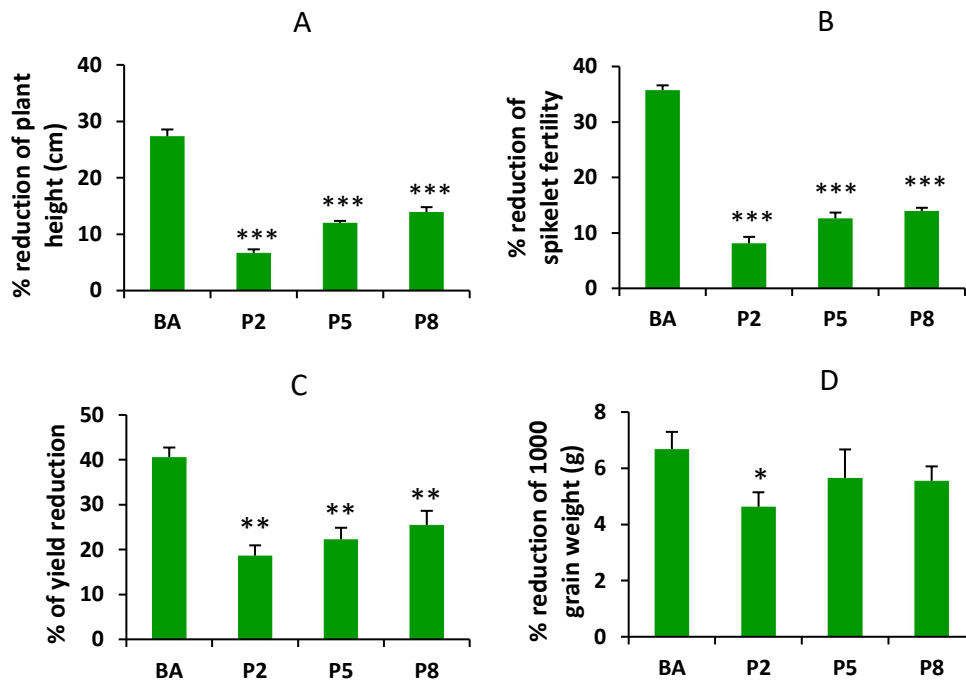 A
% reduction of plant
height (cm)
40
30
20
10
0
***
***
***
BA P2 P5 P8
B
% reduction of
spikelet fertility
40
30
20
10
0
***
***
***
BA P2 P5 P8
C
% of yield reduction
50
40
30
20
10
0
**
**
**
BA P2 P5 P8
D
% reduction of 1000
grain weight (g)
8
6
4
2
0
*
BA P2 P5 P8